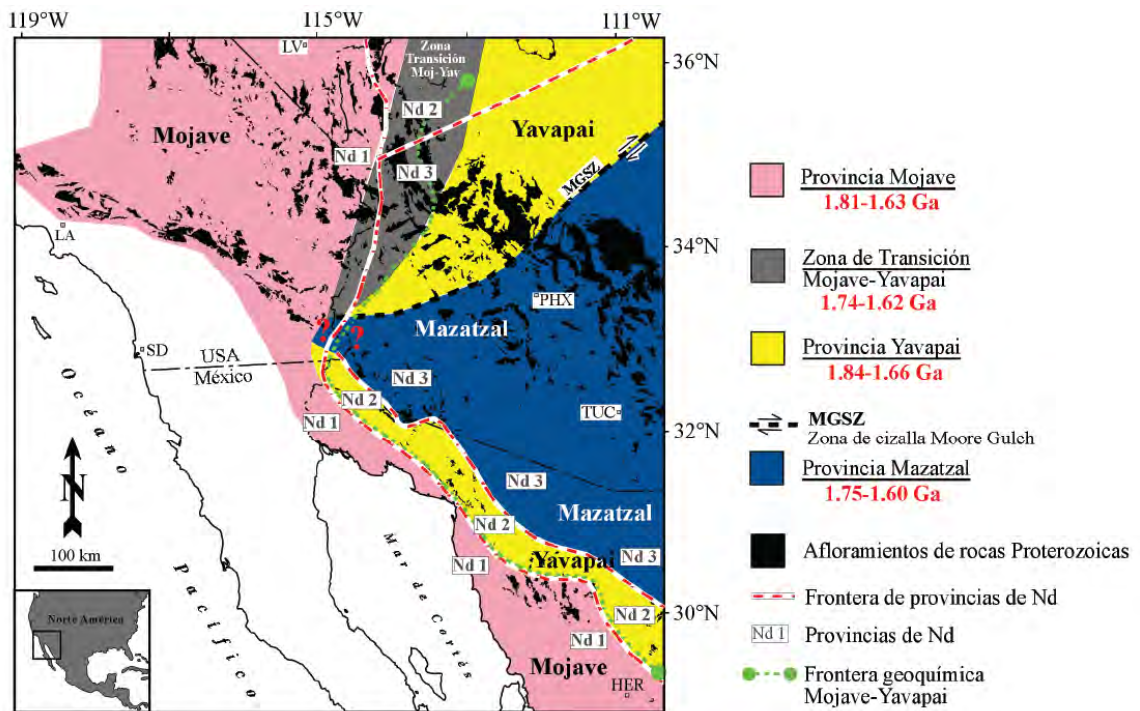 119°W
115°W
111°W
LV
Zona
Transición
Moj-Yav
36°N
Nd 2
Mojave
Yavapai
Nd 1
Nd 3
MGSZ
LA
34°N
PHX
Mazatzal
? ?
SD
USA
México
Nd 3
Nd 2
TUC
Nd 1
32°N
Océano
Pacífico
N
100 km
Nd 3
Mazatzal
Nd 2
Mar de Cortés
Nd 1
Yavapai
Nd 3
30°N
Nd 2
Nd 1
Mojave
HER
Norte América
Provincia Mojave
1.81-1.63 Ga
Zona de Transición
Mojave-Yavapai
1.74-1.62 Ga
Provincia Yavapai
1.84-1.66 Ga
MGSZ
Zona de cizalla Moore Gulch
Provincia Mazatzal
1.75-1.60 Ga
Afloramientos de rocas Proterozoicas
Frontera de provincias de Nd
Nd 1 Provincias de Nd
Frontera geoquímica
Mojave-Yavapai